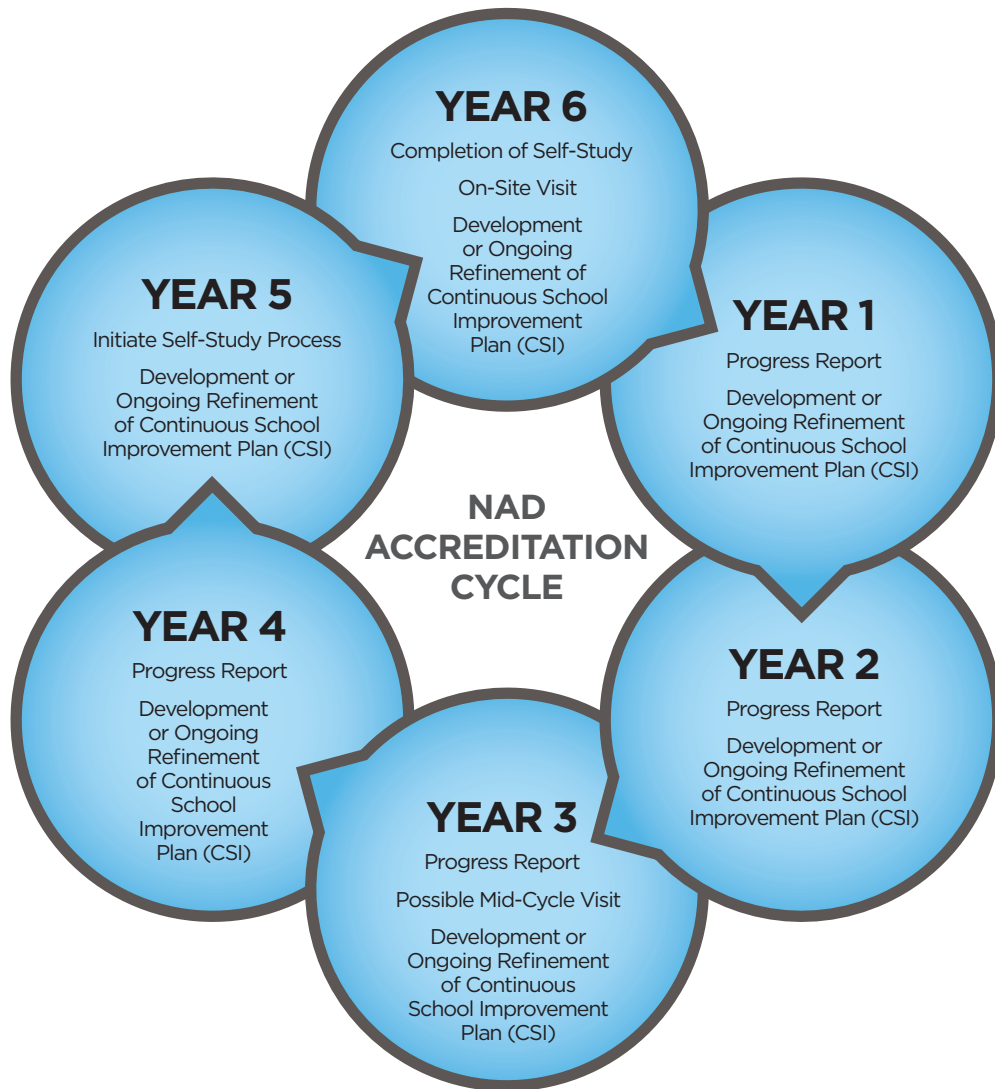 YEAR 6
Completion of Self-Study
On-Site Visit
Development
or Ongoing
Refinement of
Continuous School
Improvement
Plan (CSI)
YEAR 1
Progress Report
Development or
Ongoing Refinement
of Continuous School
Improvement Plan (CSI)
YEAR 2
Progress Report
Development or
Ongoing Refinement
of Continuous School
Improvement Plan (CSI)
YEAR 3
Progress Report
Possible Mid-Cycle Visit
Development or
Ongoing Refinement
of Continuous
School Improvement
Plan (CSI)
YEAR 4
Progress Report
Development
or Ongoing
Refinement
of Continuous
School
Improvement
Plan (CSI)
YEAR 5
Initiate Self-Study Process
Development or
Ongoing Refinement
of Continuous School
Improvement Plan (CSI)
NAD
ACCREDITATION
CYCLE